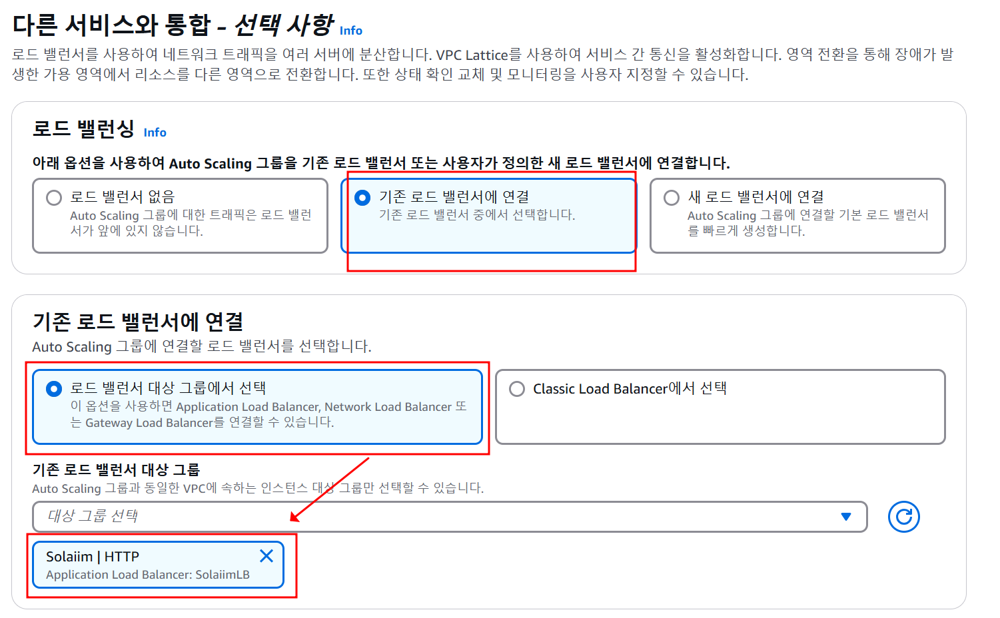 다른 서비스와 통합 - 선택 사항 Info
로드 밸런서를 사용하여 네트워크 트래픽을 여러 서버에 분산합니다. VPC Lattice를 사용하여 서비스 간 통신을 활성화합니다. 영역 전환을 통해 장애가 발
생한 가용 영역에서 리소스를 다른 영역으로 전환합니다. 또한 상태 확인 교체 및 모니터링을 사용자 지정할 수 있습니다.
로드 밸런싱 Info
아래 옵션을 사용하여 Auto Scaling 그룹을 기존 로드 밸런서 또는 사용자가 정의한 새 로드 밸런서에 연결합니다.
로드 밸런서 없음
Auto Scaling 그룹에 대한 트래픽은 로드 밸런
서가 앞에 있지 않습니다.
기존 로드 밸런서에 연결
기존 로드 밸런서 중에서 선택합니다.
새 로드 밸런서에 연결
Auto Scaling 그룹에 연결할 기본 로드 밸런서
를 빠르게 생성합니다.
기존 로드 밸런서에 연결
Auto Scaling 그룹에 연결할 로드 밸런서를 선택합니다.
로드 밸런서 대상 그룹에서 선택
이 옵션을 사용하면 Application Load Balancer, Network Load Balancer 또
는 Gateway Load Balancer를 연결할 수 있습니다.
Classic Load Balancer에서 선택
기존 로드 밸런서 대상 그룹
Auto Scaling 그룹과 동일한 VPC에 속하는 인스턴스 대상 그룹만 선택할 수 있습니다.
대상 그룹 선택
Solaiim | HTTP
Application Load Balancer: SolaiimLB